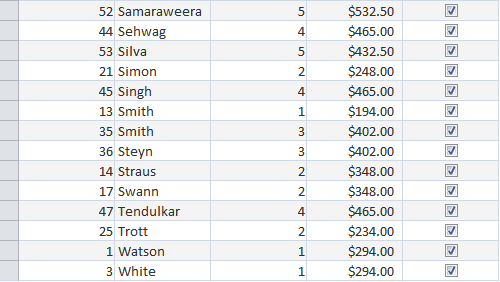 52 Samaraweera 5 $532.50
44 Sehwag 4 $465.00
53 Silva 5 $432.50
21 Simon 2 $248.00
45 Singh 4 $465.00
13 Smith 1 $194.00
35 Smith 3 $402.00
36 Steyn 3 $402.00
14 Straus 2 $348.00
17 Swann 2 $348.00
47 Tendulkar 4 $465.00
25 Trott 2 $234.00
1 Watson 1 $294.00
3 White 1 $294.00